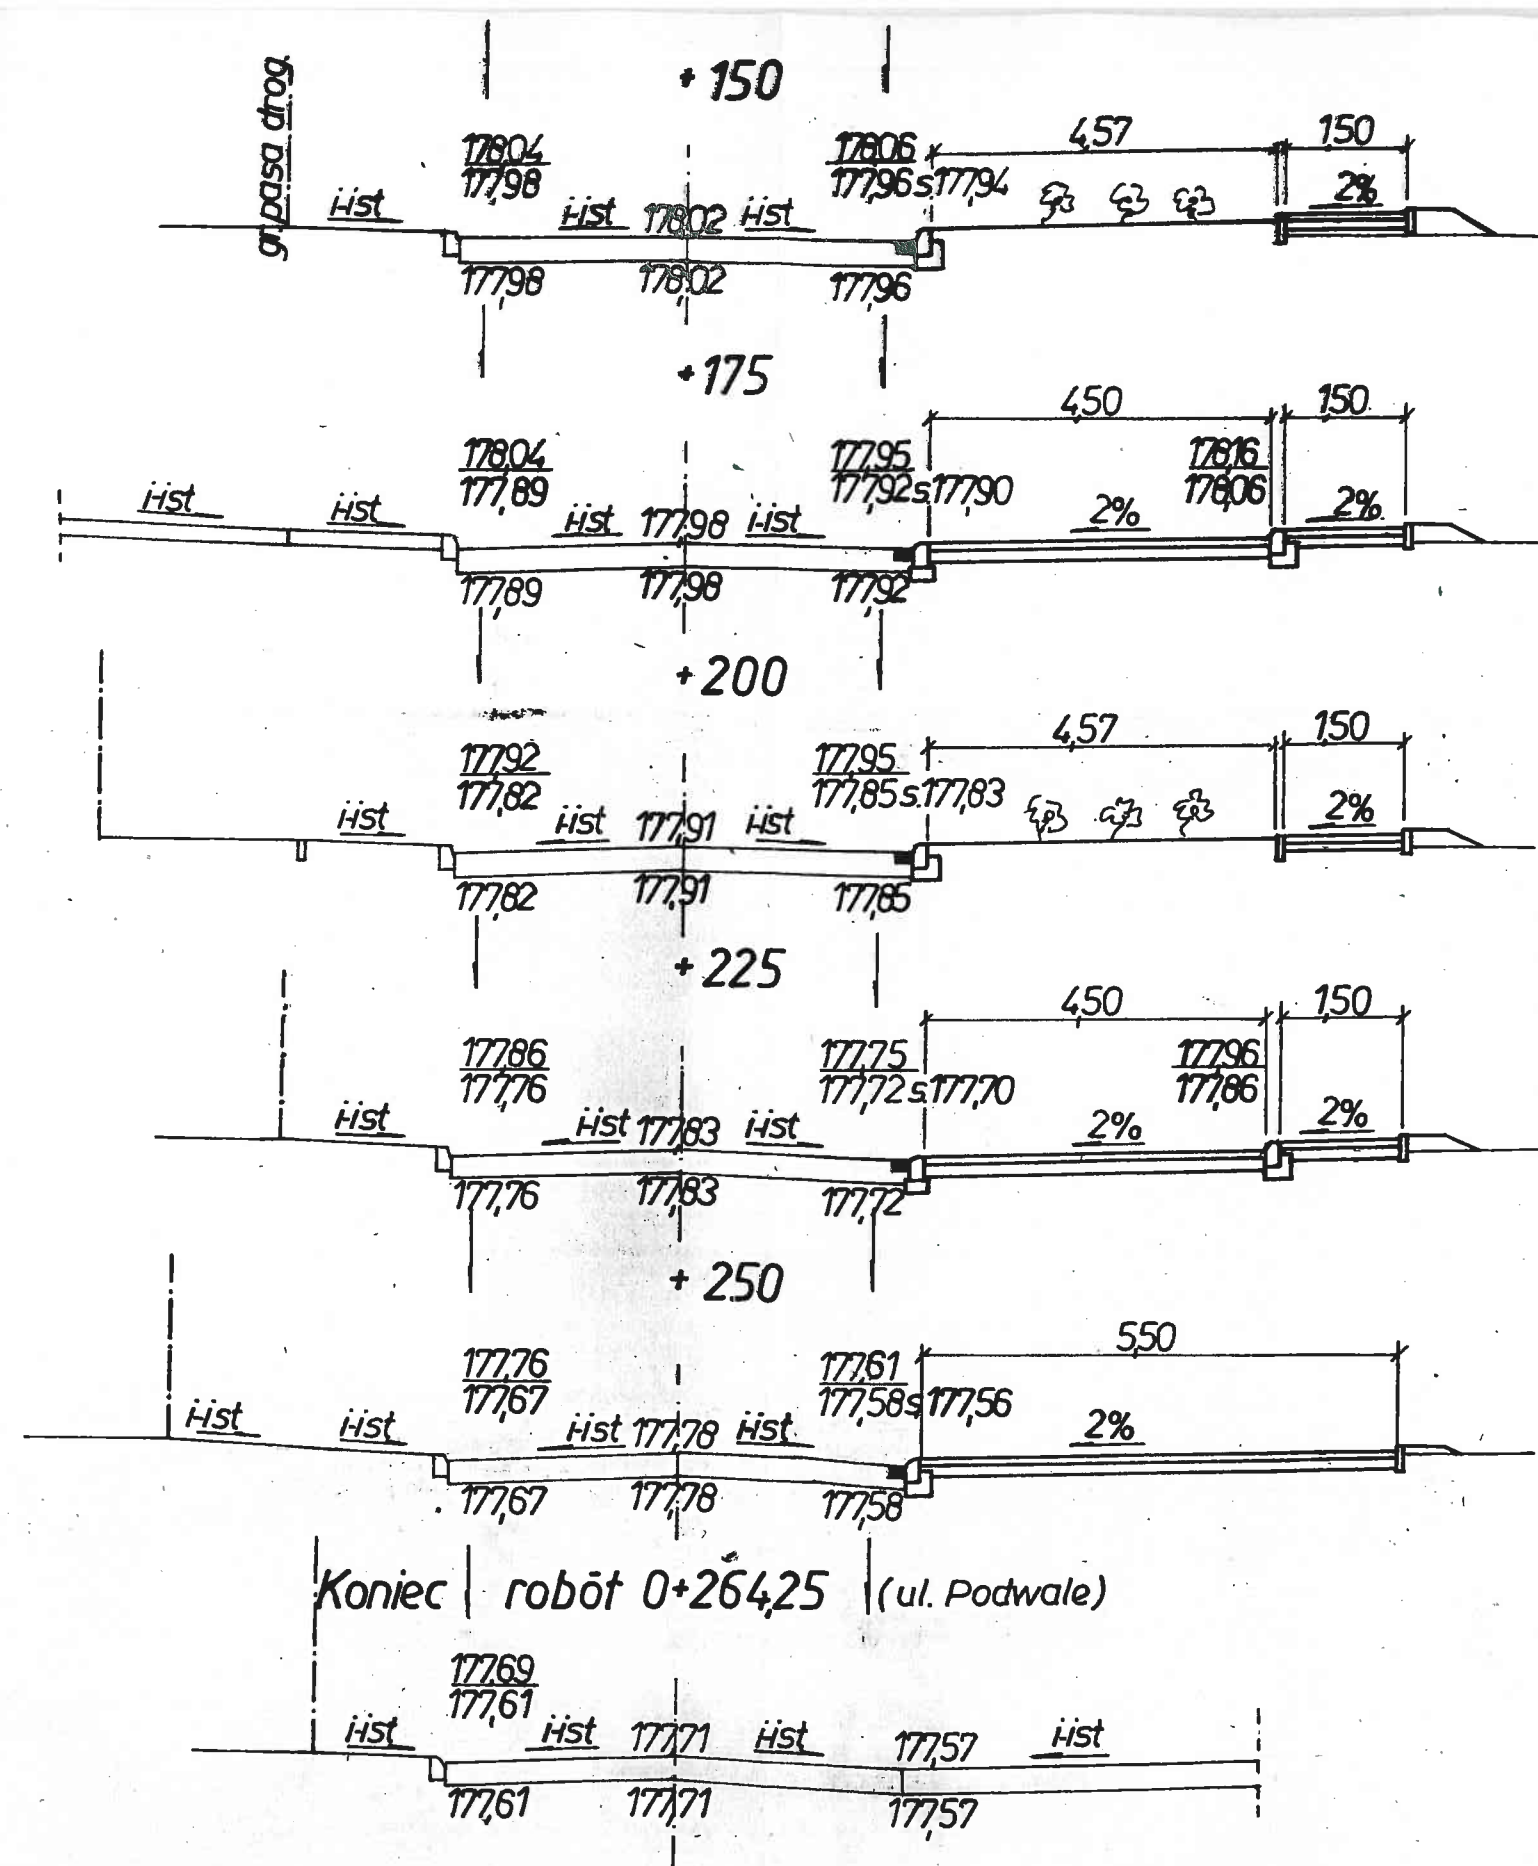 gr. pasa drog.
+ 150
178,04
177,98
178,06
177,96 s.177,94
4,57
1,50
2%
i-ist
i-ist 178,02 i-ist
177,98
178,02
177,96
+ 175
178,04
177,89
177,95
177,92 s.177,90
4,50
178,16
178,06
1,50
i-ist
i-ist
i-ist 177,98 i-ist
2%
2%
177,89
177,98
177,92
+ 200
177,92
177,82
177,95
177,85 s.177,83
4,57
1,50
i-ist
i-ist 177,91 i-ist
2%
177,82
177,91
177,85
+ 225
177,86
177,76
177,75
177,72 s.177,70
4,50
177,96
177,86
1,50
i-ist
i-ist 177,83 i-ist
2%
2%
177,76
177,83
177,72
+ 250
177,76
177,67
177,61
177,58 s.177,56
5,50
i-ist
i-ist
i-ist 177,78 i-ist
2%
177,67
177,78
177,58
Koniec robót 0+264,25 (ul. Podwale)
177,69
177,61
i-ist
i-ist 177,71 i-ist
177,57
i-ist
177,61
177,71
177,57